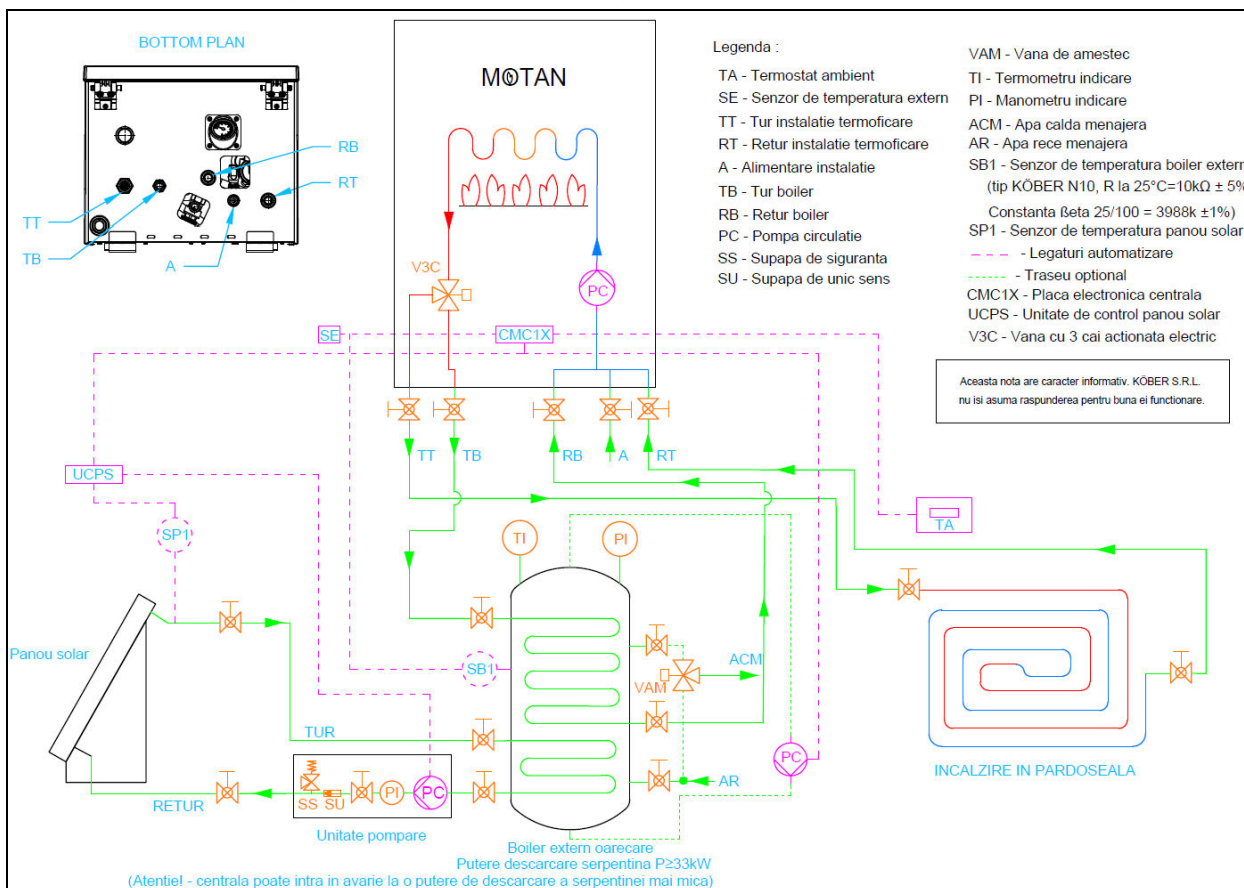 BOTTOM PLAN
RB
RT
TT
TB
A
MOTAN
V3C
PC
SE
CMC1X
Legenda :
TA - Termostat ambient
SE - Senzor de temperatura extern
TT - Tur instalatie termoficare
RT - Retur instalatie termoficare
A - Alimentare instalatie
TB - Tur boiler
RB - Retur boiler
PC - Pompa circulatie
SS - Supapa de siguranta
SU - Supapa de unic sens
VAM - Vana de amestec
TI - Termometru indicare
PI - Manometru indicare
ACM - Apa calda menajera
AR - Apa rece menajera
SB1 - Senzor de temperatura boiler extern
(tip KÖBER N10, R la 25°C=10kΩ ± 5%
Constanta ßeta 25/100 = 3988k ±1%)
SP1 - Senzor de temperatura panou solar
- Legaturi automatizare
- Traseu optional
CMC1X - Placa electronica centrala
UCPS - Unitate de control panou solar
V3C - Vana cu 3 cai actionata electric
Aceasta nota are caracter informativ. KÖBER S.R.L.
nu isi asuma raspunderea pentru buna ei functionare.
TT
TB
RB
A
RT
UCPS
SP1
TA
TI
PI
Panou solar
SB1
VAM
ACM
TUR
RETUR
SS
SU
PI
PC
Unitate pompare
AR
PC
INCALZIRE IN PARDOSEALA
Boiler extern oarecare
Putere descarcare serpentina P≥33kW
(Atentie! - centrala poate intra in avarie la o putere de descarcare a serpentinei mai mica)